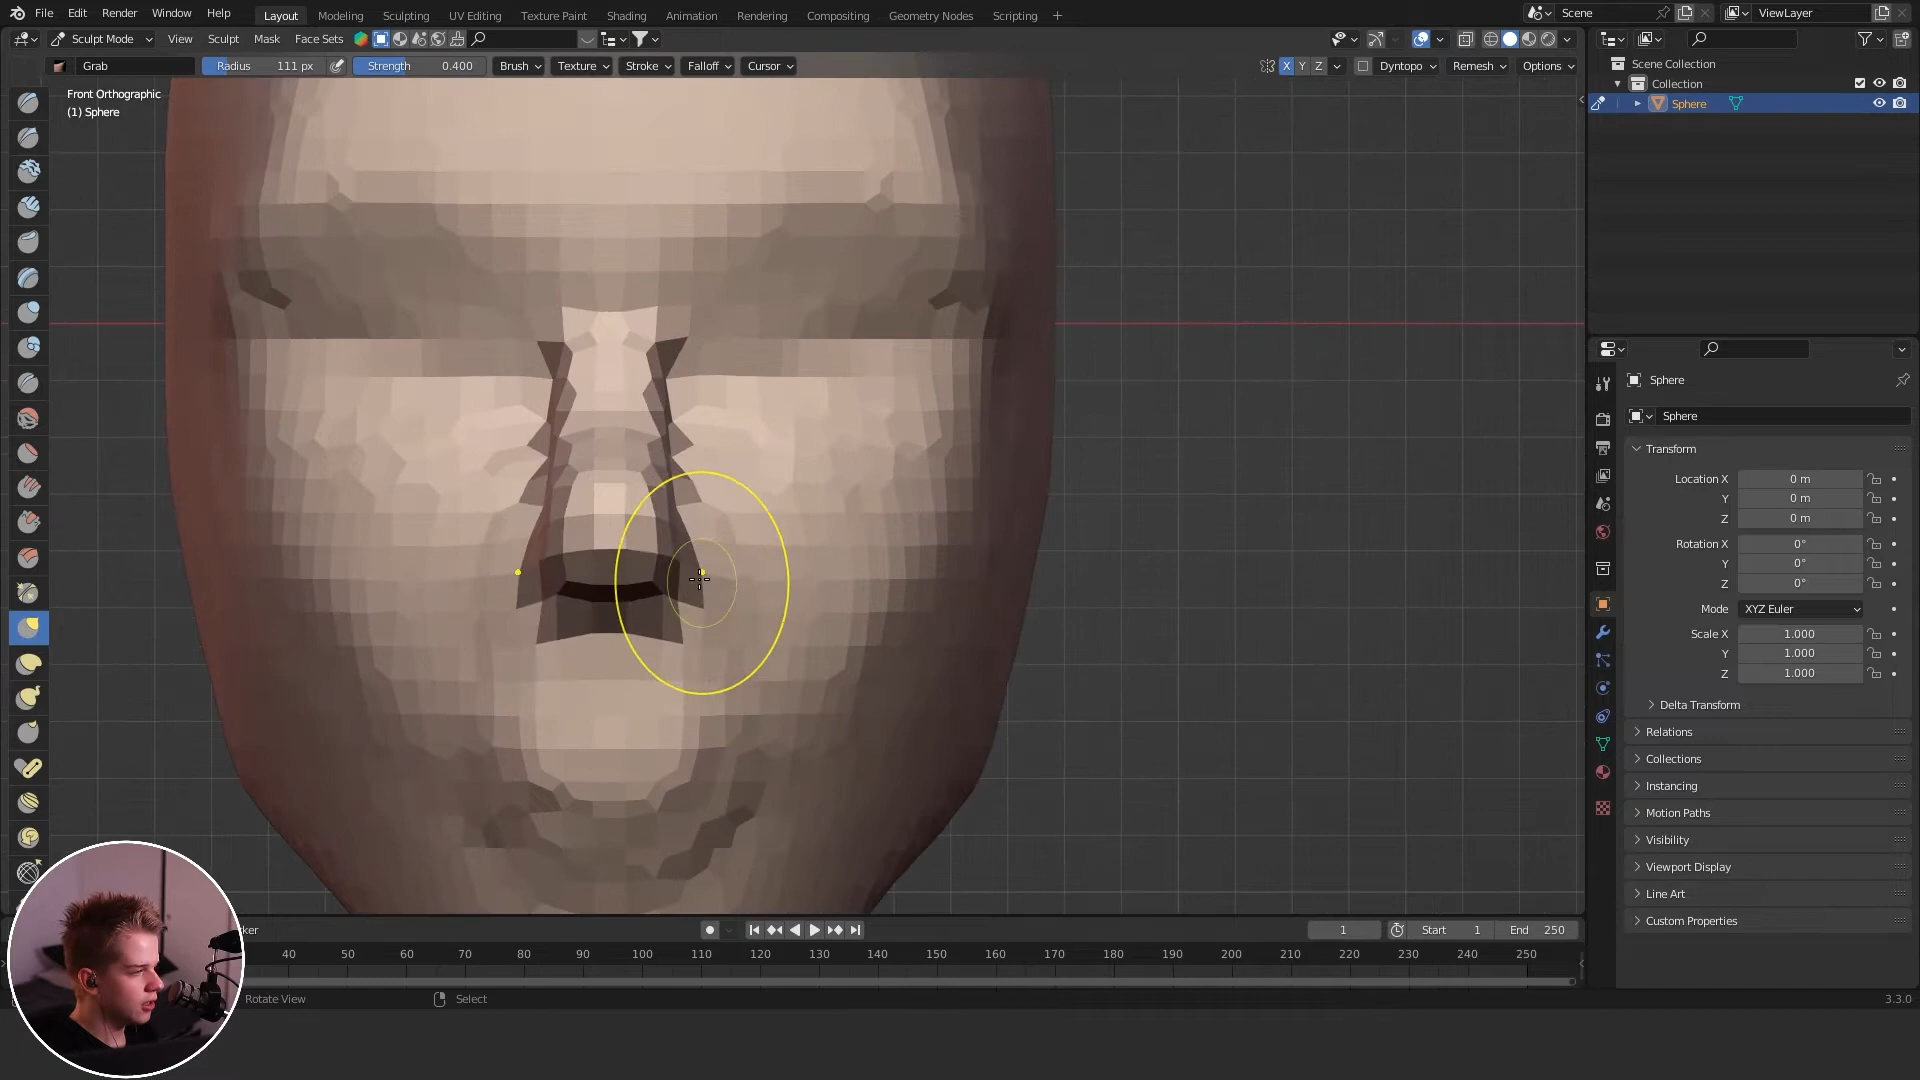 File Edit Render Window Help Layout Modeling Sculpting UV Editing Texture Paint Shading Animation Rendering Compositing Geometry Nodes Scripting + Scene ViewLayer
Sculpt Mode View Sculpt Mask Face Sets
Grab Radius 111 px Strength 0.400 Brush Texture Stroke Falloff Cursor X Y Z Dyntopo Remesh Options
Front Orthographic
(1) Sphere
Scene Collection
Collection
Sphere
Sphere
Sphere
Transform
Location X 0 m
Y 0 m
Z 0 m
Rotation X 0°
Y 0°
Z 0°
Mode XYZ Euler
Scale X 1.000
Y 1.000
Z 1.000
Delta Transform
Relations
Collections
Instancing
Motion Paths
Visibility
Viewport Display
Line Art
Custom Properties
1 Start 1 End 250
40 50 60 70 80 90 100 110 120 130 140 150 160 170 180 190 200 210 220 230 240 250
Rotate View Select 3.3.0